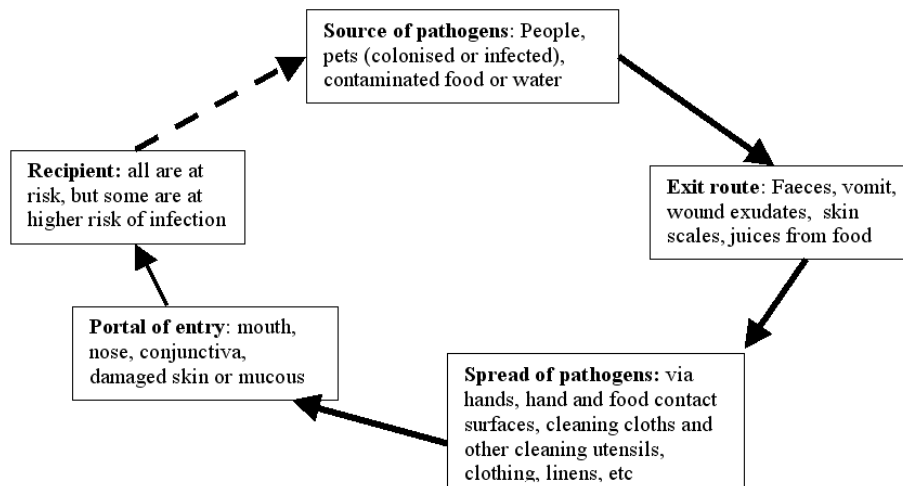 Source of pathogens: People,
pets (colonised or infected),
contaminated food or water
Exit route: Faeces, vomit,
wound exudates, skin
scales, juices from food
Spread of pathogens: via
hands, hand and food contact
surfaces, cleaning cloths and
other cleaning utensils,
clothing, linens, etc
Portal of entry: mouth,
nose, conjunctiva,
damaged skin or mucous
Recipient: all are at
risk, but some are at
higher risk of infection